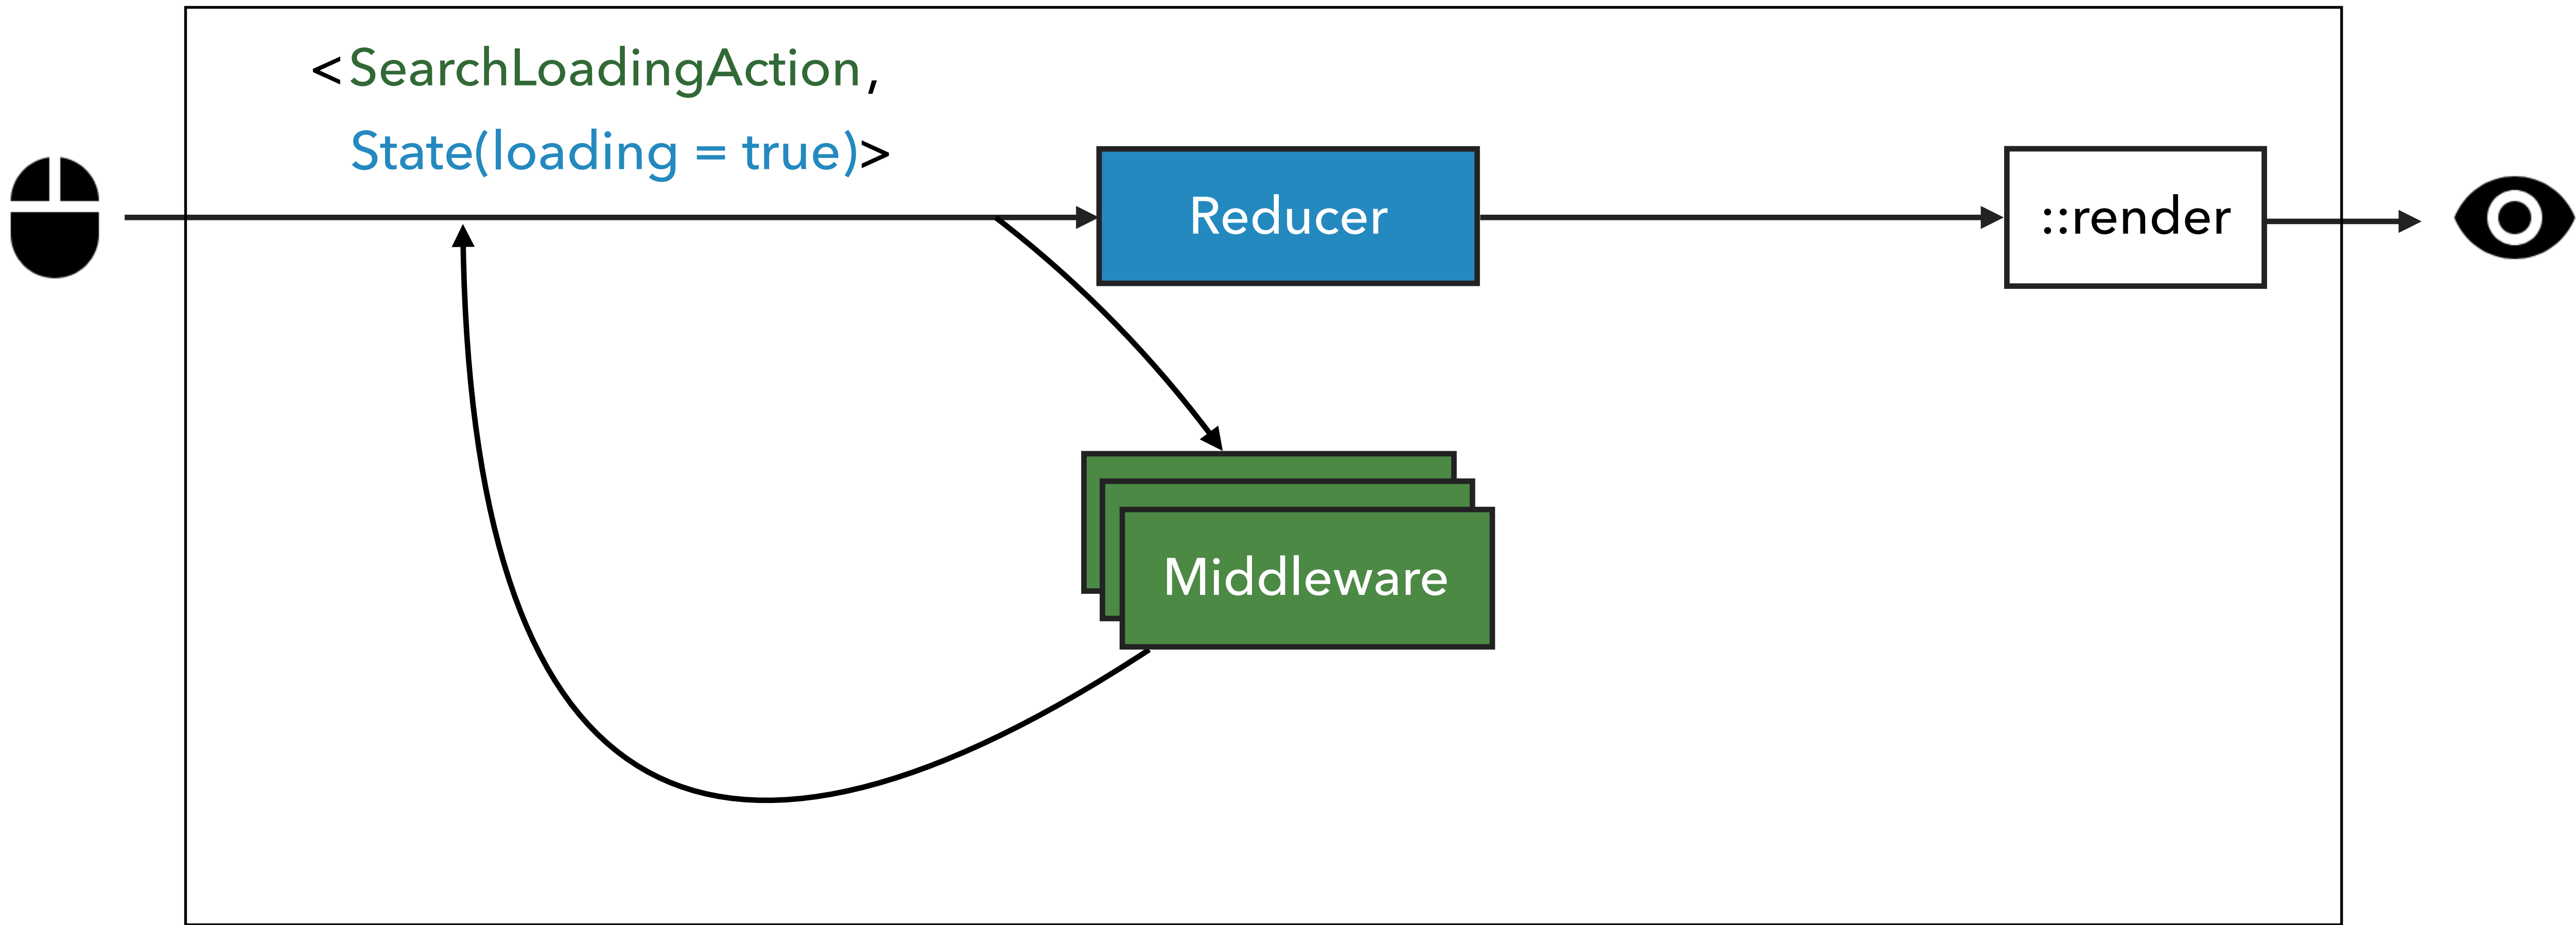 <SearchLoadingAction,
State(loading = true)>
Reducer
::render
Middleware